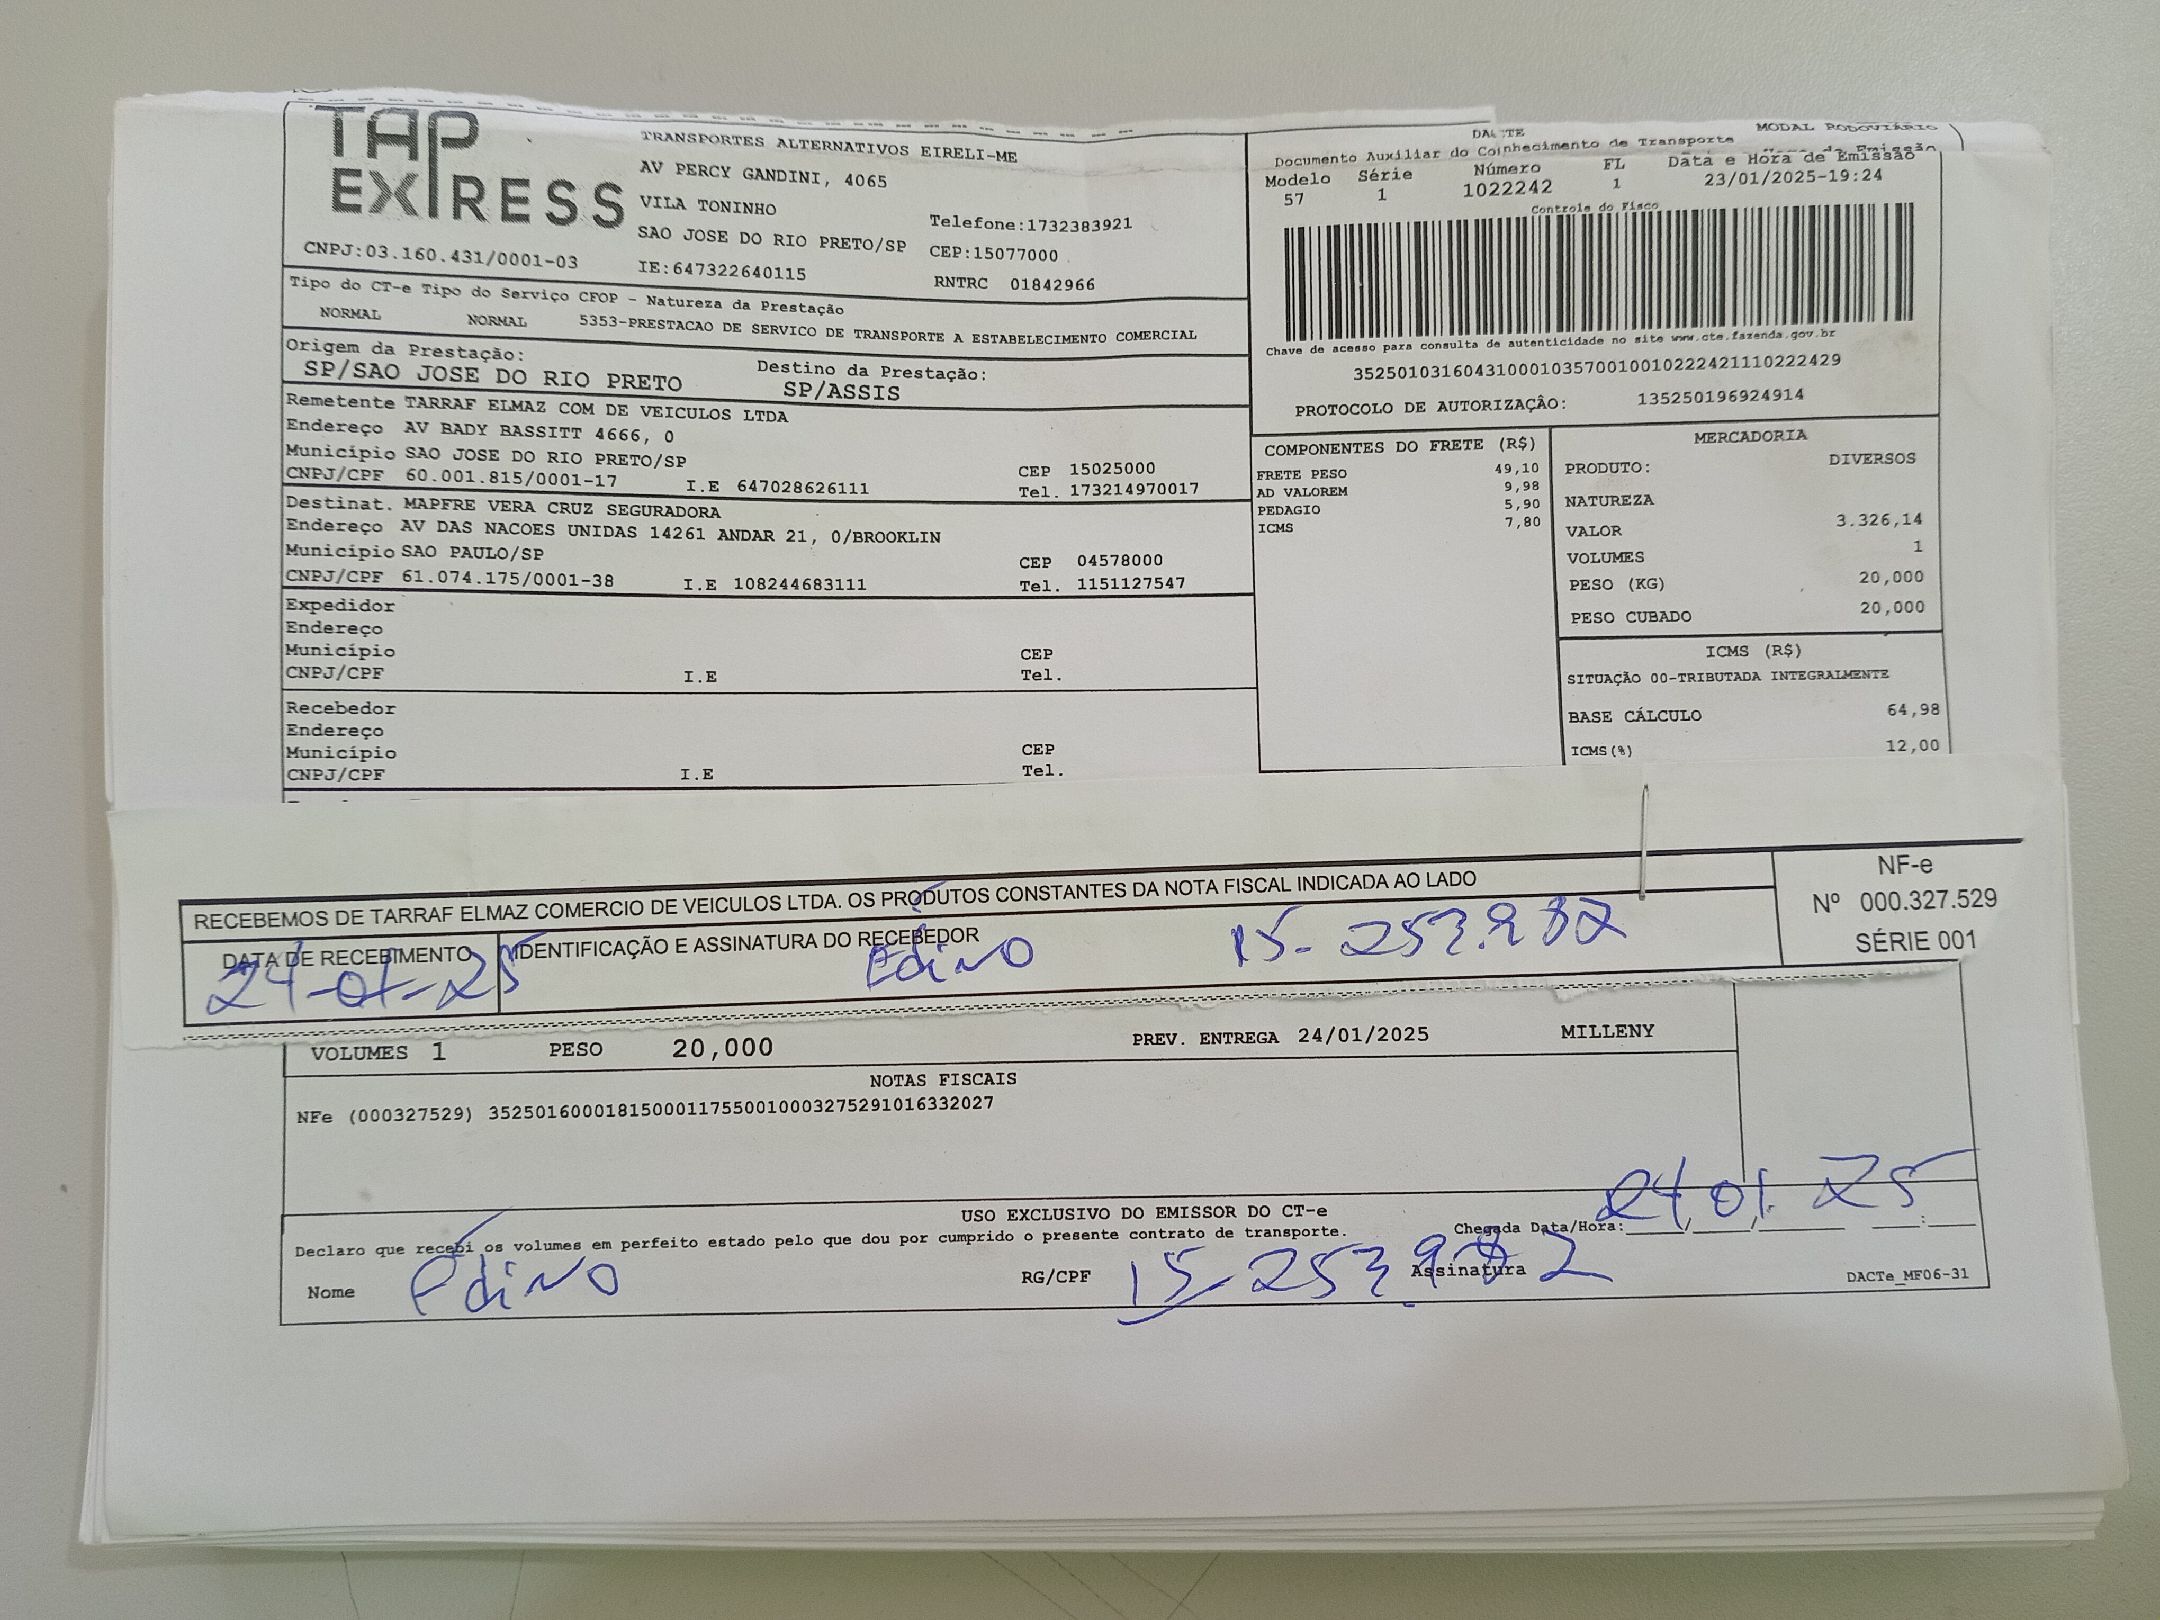 TAP
EXPRESS
TRANSPORTES ALTERNATIVOS EIRELI-ME
AV PERCY GANDINI, 4065
VILA TONINHO
SAO JOSE DO RIO PRETO/SP
Telefone:1732383921
CEP:15077000
CNPJ:03.160.431/0001-03
IE:647322640115
RNTRC 01842966
MODAL RODOVIÁRIO
Documento Auxiliar do Conhecimento de Transporte
Modelo Série Número FL Data e Hora de Emissão
57 1 1022242 1 23/01/2025-19:24
Controle do Fisco
Chave de acesso para consulta de autenticidade no site www.cte.fazenda.gov.br
35250103160431000103570010010222421110222429
PROTOCOLO DE AUTORIZAÇÂO: 135250196924914
Tipo do CT-e Tipo do Serviço CFOP - Natureza da Prestação
NORMAL NORMAL 5353-PRESTACAO DE SERVICO DE TRANSPORTE A ESTABELECIMENTO COMERCIAL
Origem da Prestação: Destino da Prestação:
SP/SAO JOSE DO RIO PRETO SP/ASSIS
Remetente TARRAF ELMAZ COM DE VEICULOS LTDA
Endereço AV BADY BASSITT 4666, 0
Município SAO JOSE DO RIO PRETO/SP CEP 15025000
CNPJ/CPF 60.001.815/0001-17 I.E 647028626111 Tel. 173214970017
Destinat. MAPFRE VERA CRUZ SEGURADORA
Endereço AV DAS NACOES UNIDAS 14261 ANDAR 21, 0/BROOKLIN
Município SAO PAULO/SP CEP 04578000
CNPJ/CPF 61.074.175/0001-38 I.E 108244683111 Tel. 1151127547
Expedidor
Endereço
Município CEP
CNPJ/CPF I.E Tel.
Recebedor
Endereço
Município CEP
CNPJ/CPF I.E Tel.
COMPONENTES DO FRETE (R$)
FRETE PESO 49,10
AD VALOREM 9,98
PEDAGIO 5,90
ICMS 7,80
MERCADORIA
PRODUTO: DIVERSOS
NATUREZA
VALOR 3.326,14
VOLUMES 1
PESO (KG) 20,000
PESO CUBADO 20,000
ICMS (R$)
SITUAÇÃO 00-TRIBUTADA INTEGRALMENTE
BASE CÁLCULO 64,98
ICMS(%) 12,00
RECEBEMOS DE TARRAF ELMAZ COMERCIO DE VEICULOS LTDA. OS PRODUTOS CONSTANTES DA NOTA FISCAL INDICADA AO LADO
DATA DE RECEBIMENTO IDENTIFICAÇÃO E ASSINATURA DO RECEBEDOR
24-01-25 Edino 15-253.982
NF-e
Nº 000.327.529
SÉRIE 001
VOLUMES 1 PESO 20,000 PREV. ENTREGA 24/01/2025 MILLENY
NOTAS FISCAIS
NFe (000327529) 35250160001815000117550010003275291016332027
USO EXCLUSIVO DO EMISSOR DO CT-e
Declaro que recebi os volumes em perfeito estado pelo que dou por cumprido o presente contrato de transporte.
Chegada Data/Hora: 24 01. 25
Nome Edino RG/CPF 15-253.982 Assinatura
DACTe_MF06-31